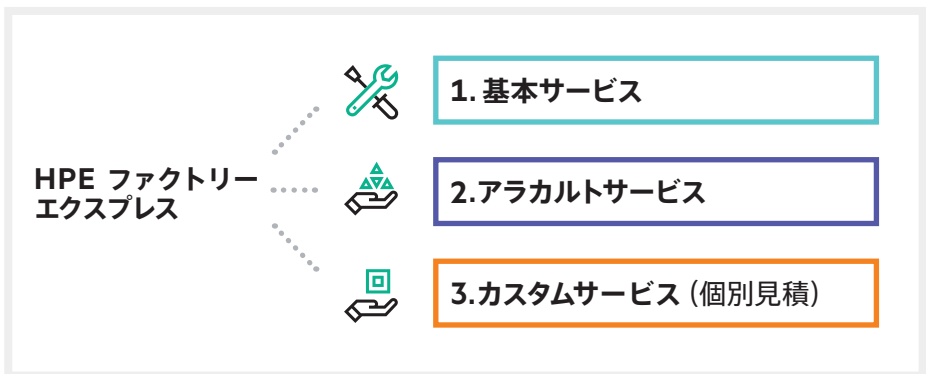 HPE ファクトリー
エクスプレス
1. 基本サービス
2.アラカルトサービス
3.カスタムサービス（個別見積）